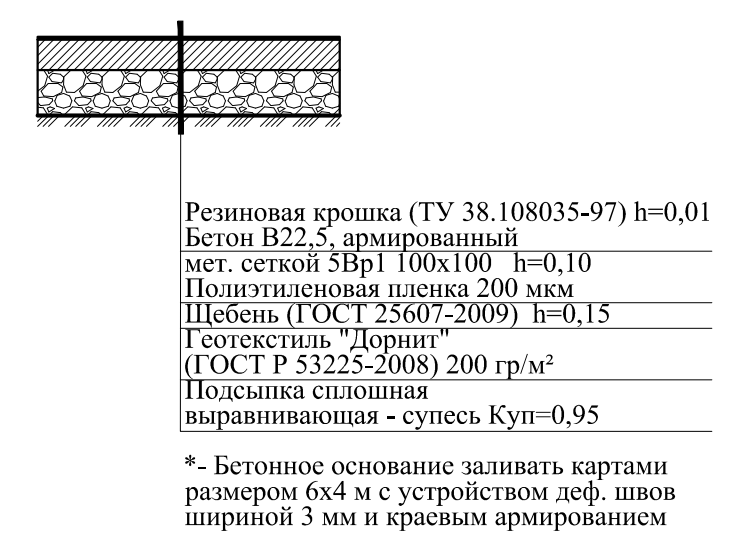 Резиновая крошка (ТУ 38.108035-97) h=0,01
Бетон В22,5, армированный
мет. сеткой 5Вр1 100х100 h=0,10
Полиэтиленовая пленка 200 мкм
Щебень (ГОСТ 25607-2009) h=0,15
Геотекстиль "Дорнит"
(ГОСТ Р 53225-2008) 200 гр/м²
Подсыпка сплошная
выравнивающая - супесь Куп=0,95
*- Бетонное основание заливать картами
размером 6х4 м с устройством деф. швов
шириной 3 мм и краевым армированием